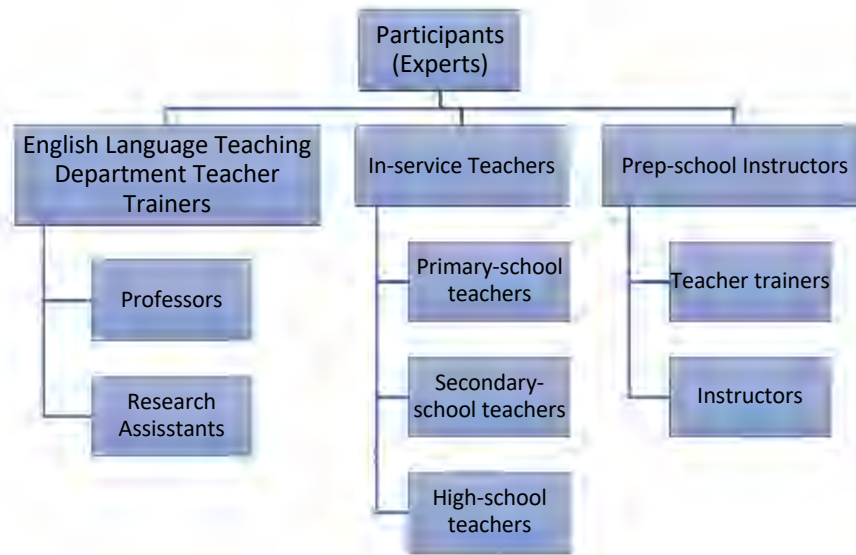 Participants
(Experts)
English Language Teaching
Department Teacher
Trainers
Professors
Research
Assisstants
In-service Teachers
Primary-school
teachers
Secondary-
school teachers
High-school
teachers
Prep-school Instructors
Teacher trainers
Instructors